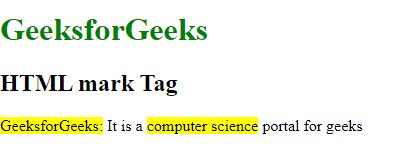 GeeksforGeeks
HTML mark Tag
GeeksforGeeks: It is a computer science portal for geeks